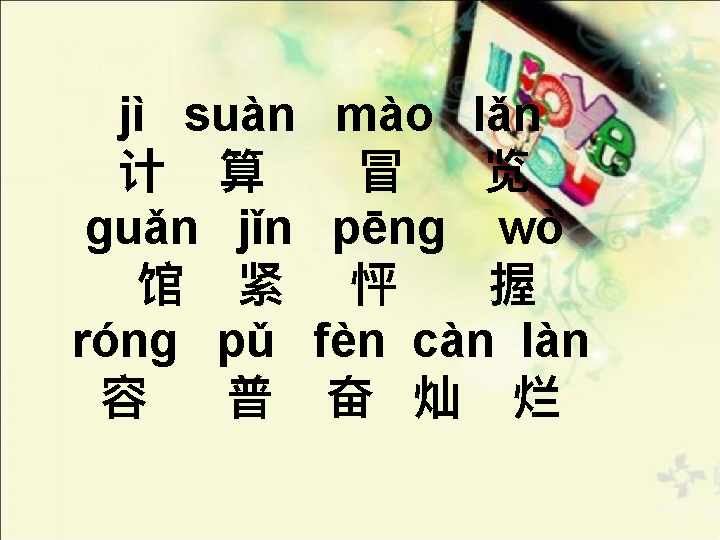 jì suàn mào lǎn
计 算 冒 览
guǎn jǐn pēng wò
馆 紧 怦 握
róng pǔ fèn càn làn
容 普 奋 灿 烂
love